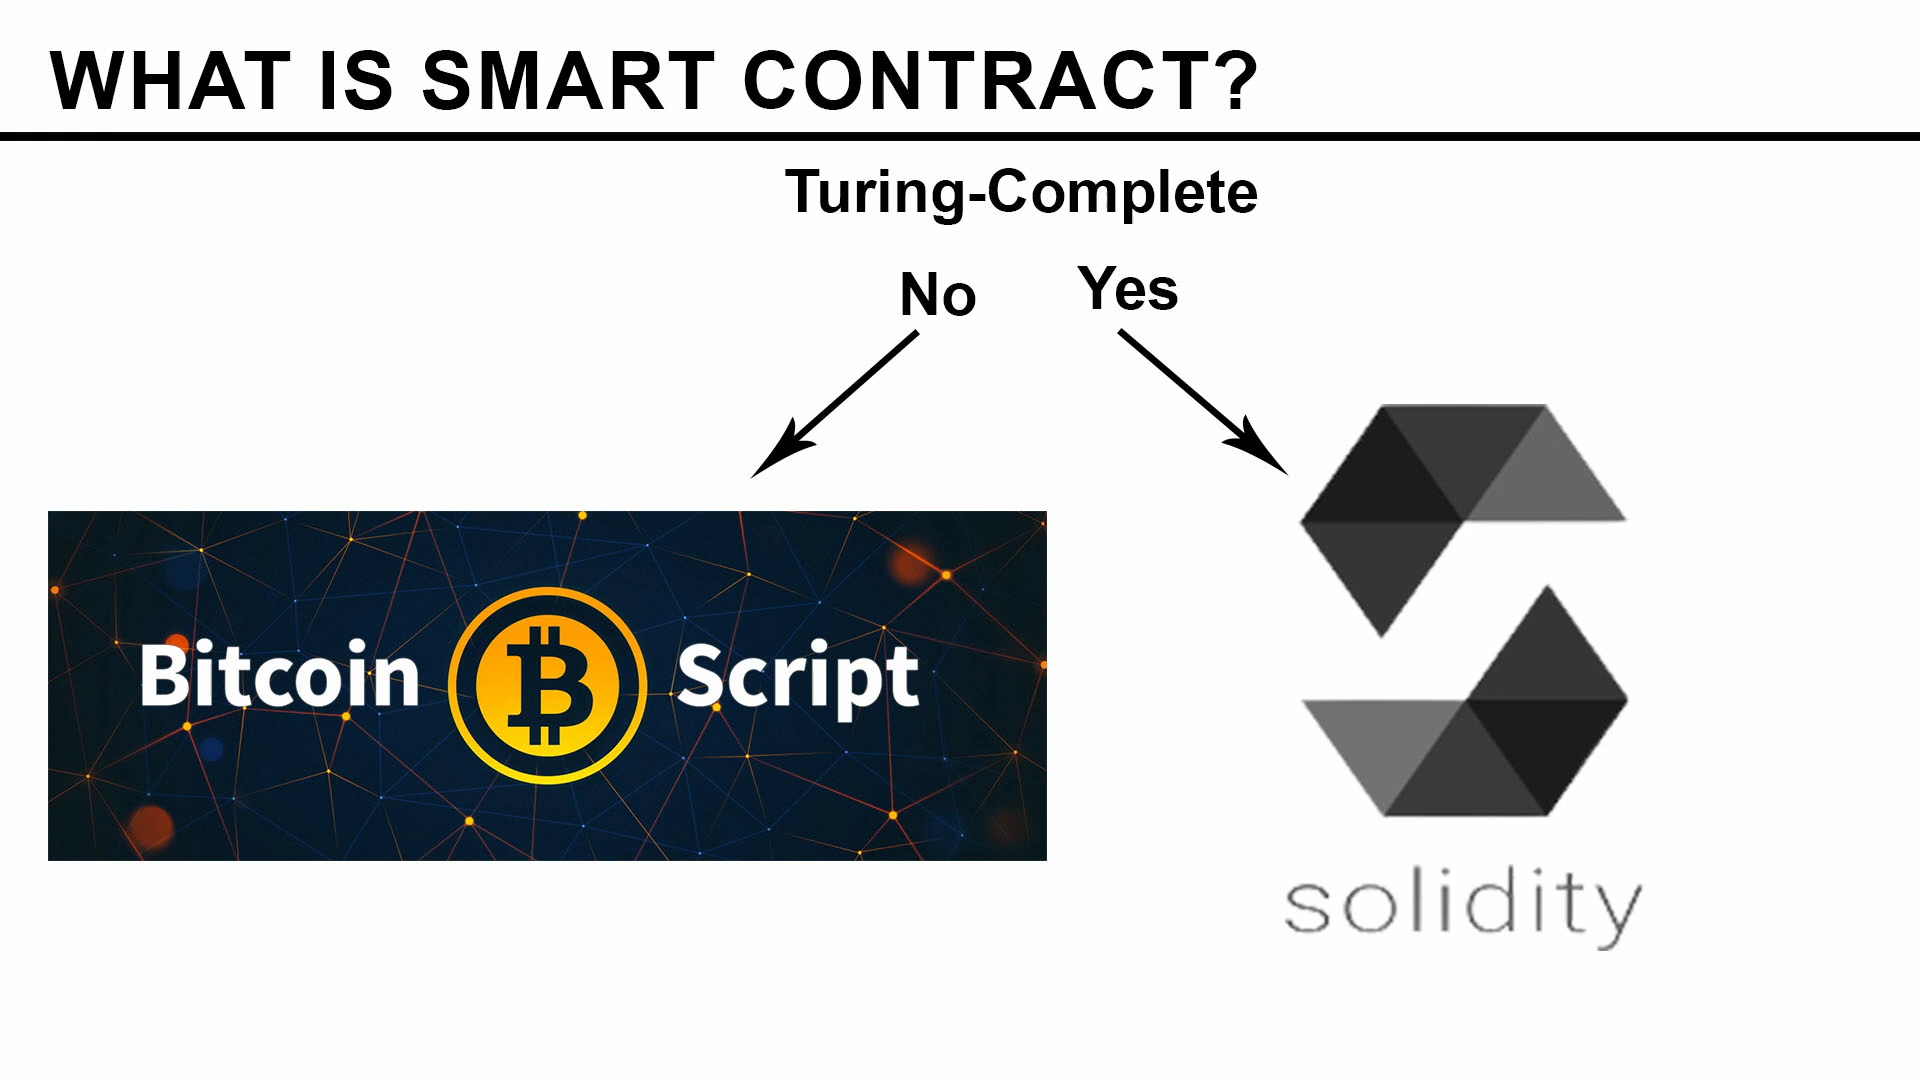 WHAT IS SMART CONTRACT?
Turing-Complete
No Yes
Bitcoin Script
solidity